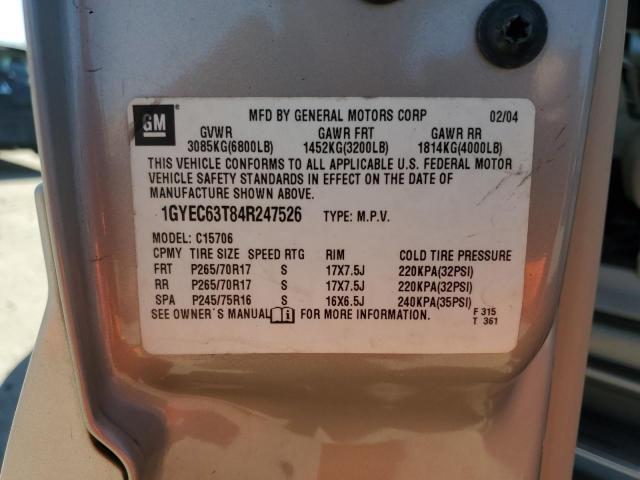 GM ® MFD BY GENERAL MOTORS CORP 02/04
GVWR GAWR FRT GAWR RR
3085KG(6800LB) 1452KG(3200LB) 1814KG(4000LB)
THIS VEHICLE CONFORMS TO ALL APPLICABLE U.S. FEDERAL MOTOR
VEHICLE SAFETY STANDARDS IN EFFECT ON THE DATE OF
MANUFACTURE SHOWN ABOVE.
1GYEC63T84R247526 TYPE: M.P.V.
MODEL: C15706
CPMY TIRE SIZE SPEED RTG RIM COLD TIRE PRESSURE
FRT P265/70R17 S 17X7.5J 220KPA(32PSI)
RR P265/70R17 S 17X7.5J 220KPA(32PSI)
SPA P245/75R16 S 16X6.5J 240KPA(35PSI)
SEE OWNER'S MANUAL FOR MORE INFORMATION. F 315
T 361